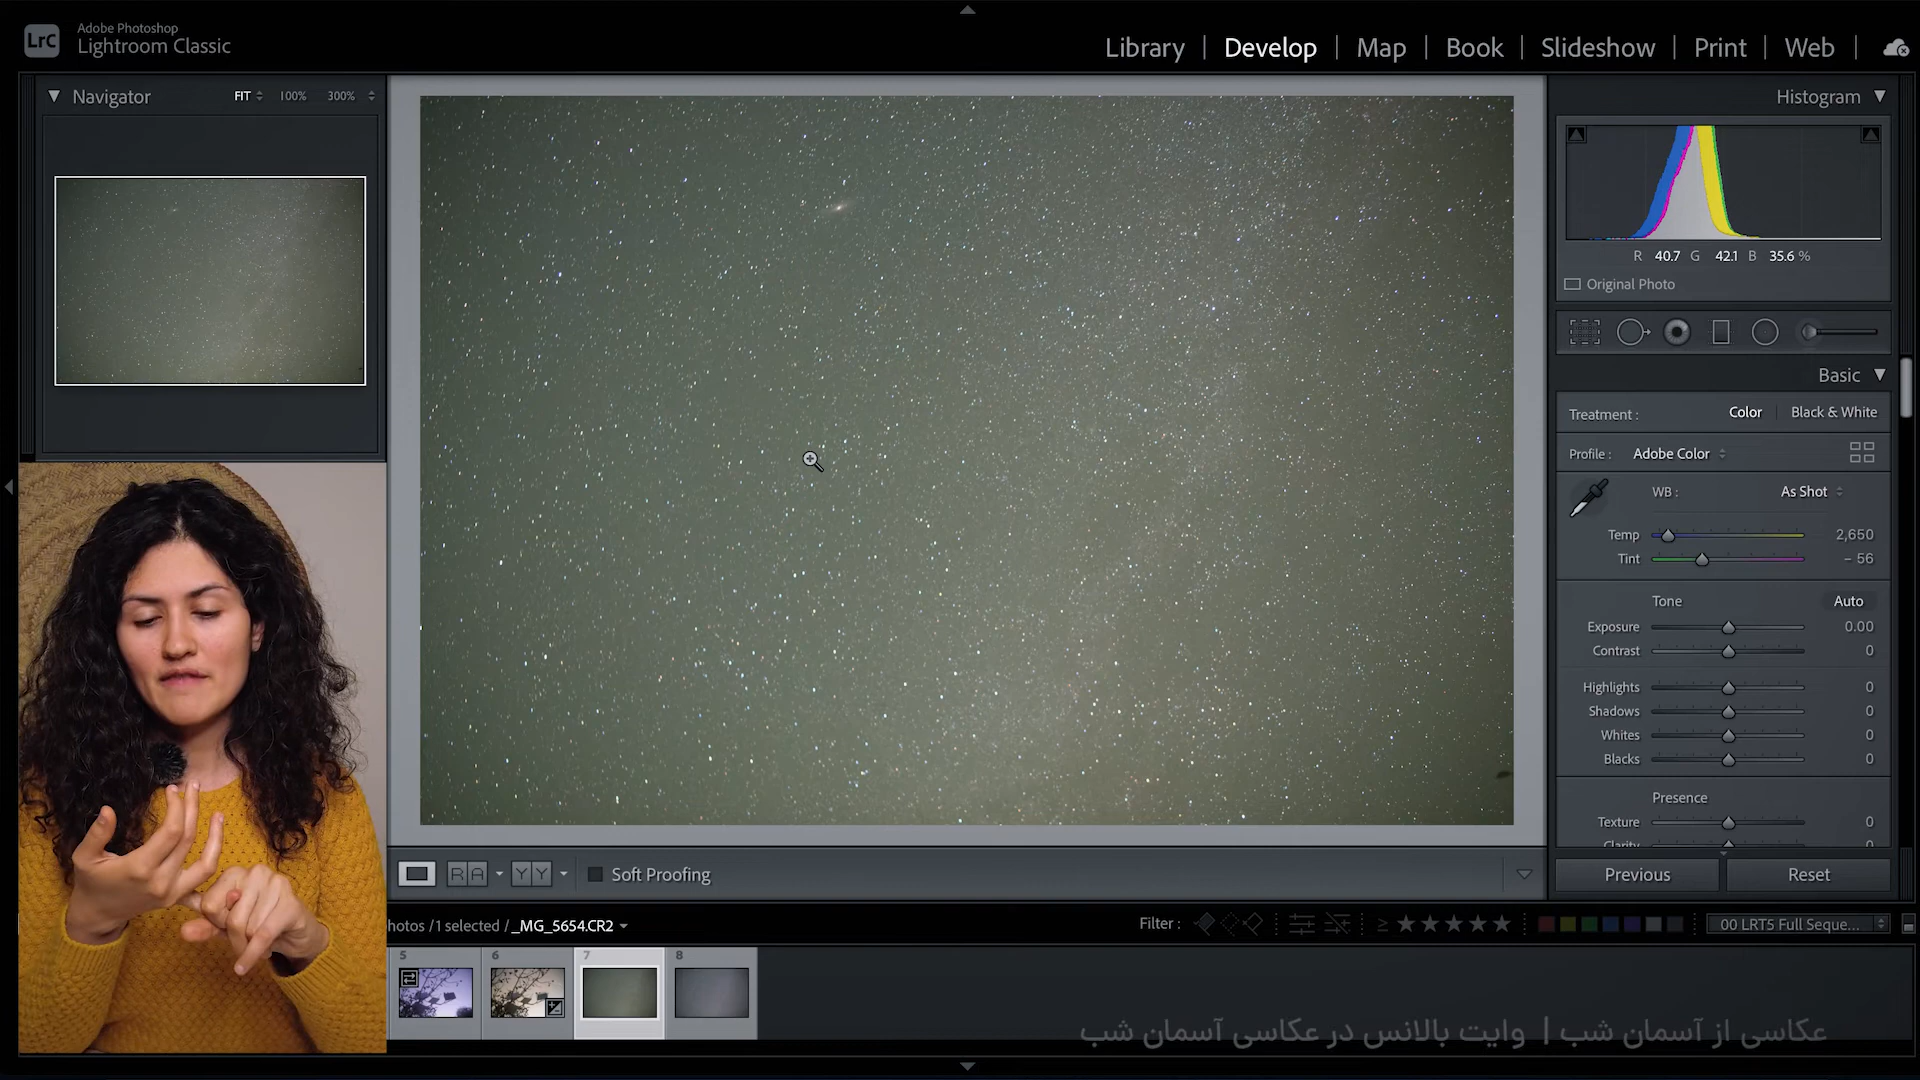 LrC
Adobe Photoshop
Lightroom Classic
Library | Develop | Map | Book | Slideshow | Print | Web |
Navigator FIT 100% 300%
Histogram
R 40.7 G 42.1 B 35.6 %
Original Photo
Basic
Treatment : Color Black & White
Profile : Adobe Color
WB : As Shot
Temp 2,650
Tint – 56
Tone Auto
Exposure 0.00
Contrast 0
Highlights 0
Shadows 0
Whites 0
Blacks 0
Presence
Texture 0
Clarity 0
Previous Reset
R A Y Y Soft Proofing
hotos /1 selected / _MG_5654.CR2
Filter : ≥ ★★★★★ 00 LRT5 Full Seque...
5 6 7 8
عکاسی از آسمان شب | وایت بالانس در عکاسی آسمان شب